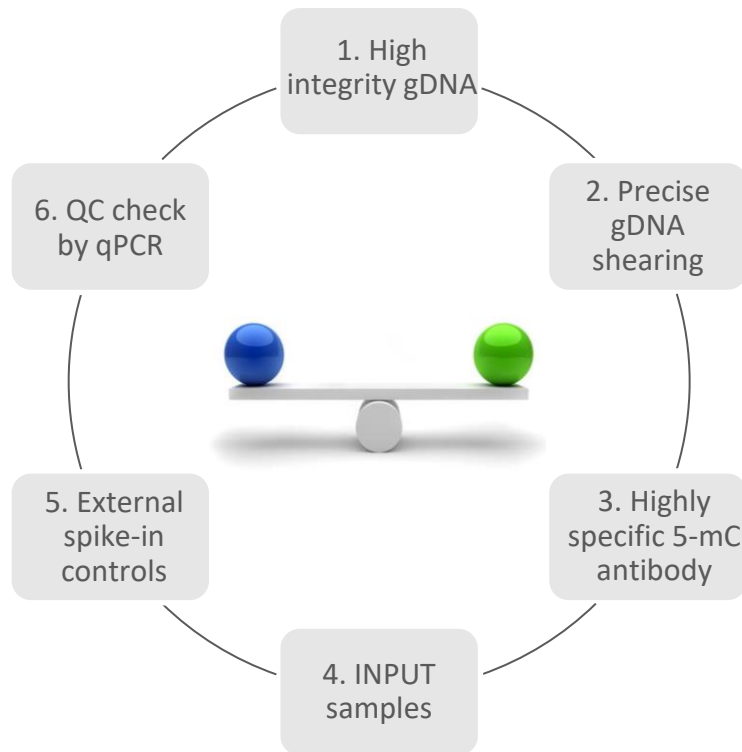 1. High
integrity gDNA
2. Precise
gDNA
shearing
3. Highly
specific 5-mC
antibody
4. INPUT
samples
5. External
spike-in
controls
6. QC check
by qPCR